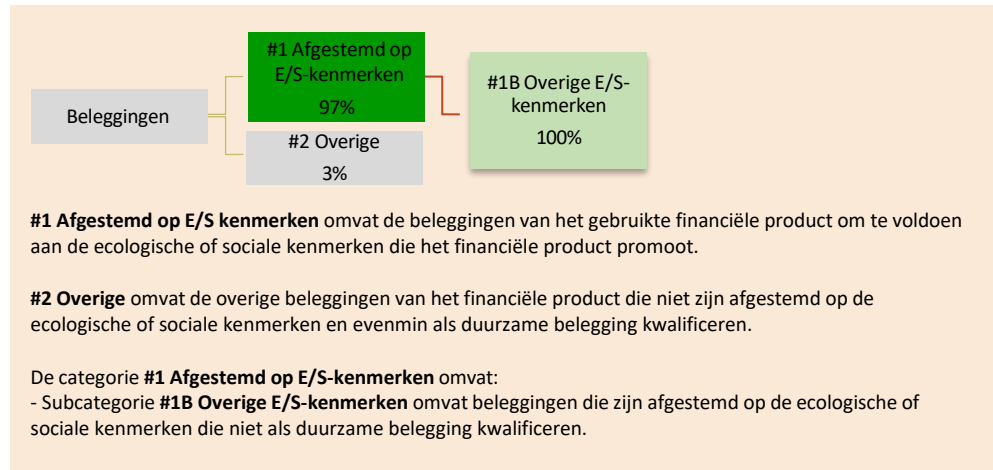 #1 Afgestemd op
E/S-kenmerken
97%
Beleggingen
#2 Overige
3%
#1B Overige E/S-
kenmerken
100%
#1 Afgestemd op E/S kenmerken omvat de beleggingen van het gebruikte financiële product om te voldoen
aan de ecologische of sociale kenmerken die het financiële product promoot.
#2 Overige omvat de overige beleggingen van het financiële product die niet zijn afgestemd op de
ecologische of sociale kenmerken en evenmin als duurzame belegging kwalificeren.
De categorie #1 Afgestemd op E/S-kenmerken omvat:
- Subcategorie #1B Overige E/S-kenmerken omvat beleggingen die zijn afgestemd op de ecologische of
sociale kenmerken die niet als duurzame belegging kwalificeren.